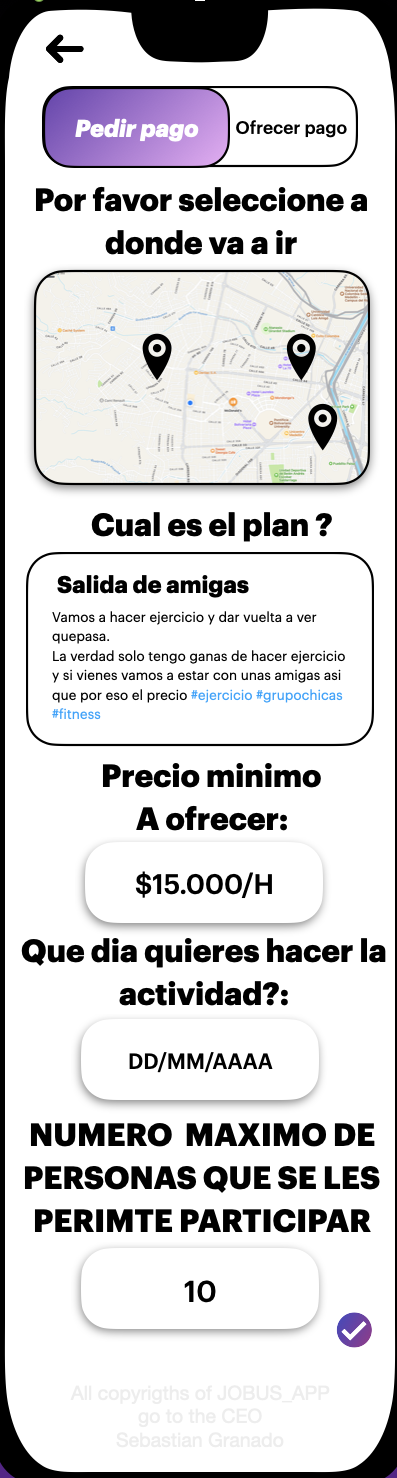 Pedir pago
Ofrecer pago
Por favor seleccione a
donde va a ir
Cual es el plan ?
Salida de amigas
Vamos a hacer ejercicio y dar vuelta a ver
quepasa.
La verdad solo tengo ganas de hacer ejercicio
y si vienes vamos a estar con unas amigas asi
que por eso el precio #ejercicio #grupochicas
#fitness
Precio minimo
A ofrecer:
$15.000/H
Que dia quieres hacer la
actividad?:
DD/MM/AAAA
NUMERO MAXIMO DE
PERSONAS QUE SE LES
PERIMTE PARTICIPAR
10
All copyrigths of JOBUS_APP
go to the CEO
Sebastian Granado